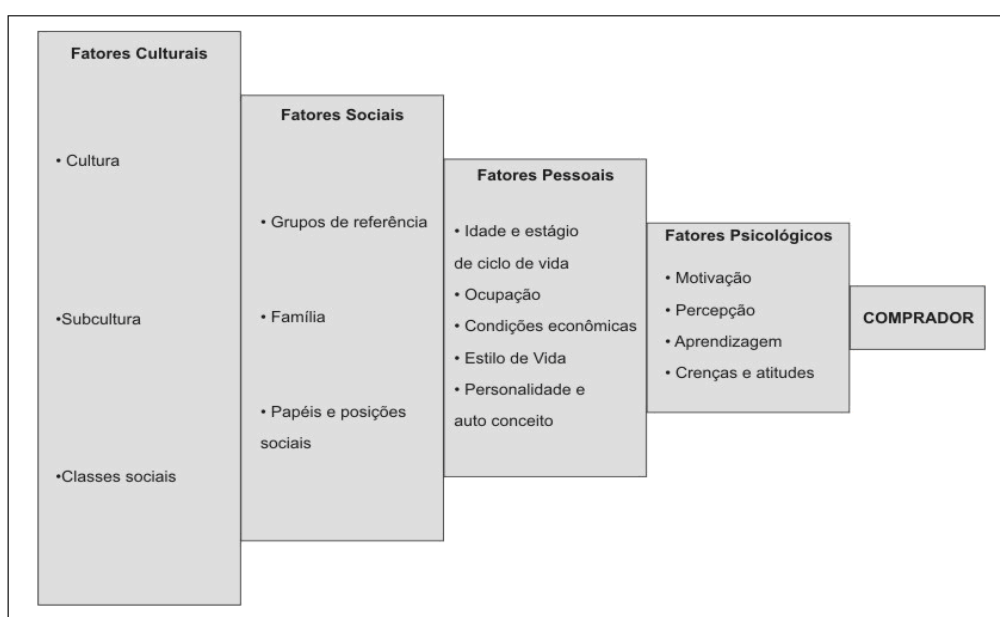 Fatores Culturais
• Cultura
•Subcultura
•Classes sociais
Fatores Sociais
• Grupos de referência
• Família
• Papéis e posições
sociais
Fatores Pessoais
• Idade e estágio
de ciclo de vida
• Ocupação
• Condições econômicas
• Estilo de Vida
• Personalidade e
auto conceito
Fatores Psicológicos
• Motivação
• Percepção
• Aprendizagem
• Crenças e atitudes
COMPRADOR